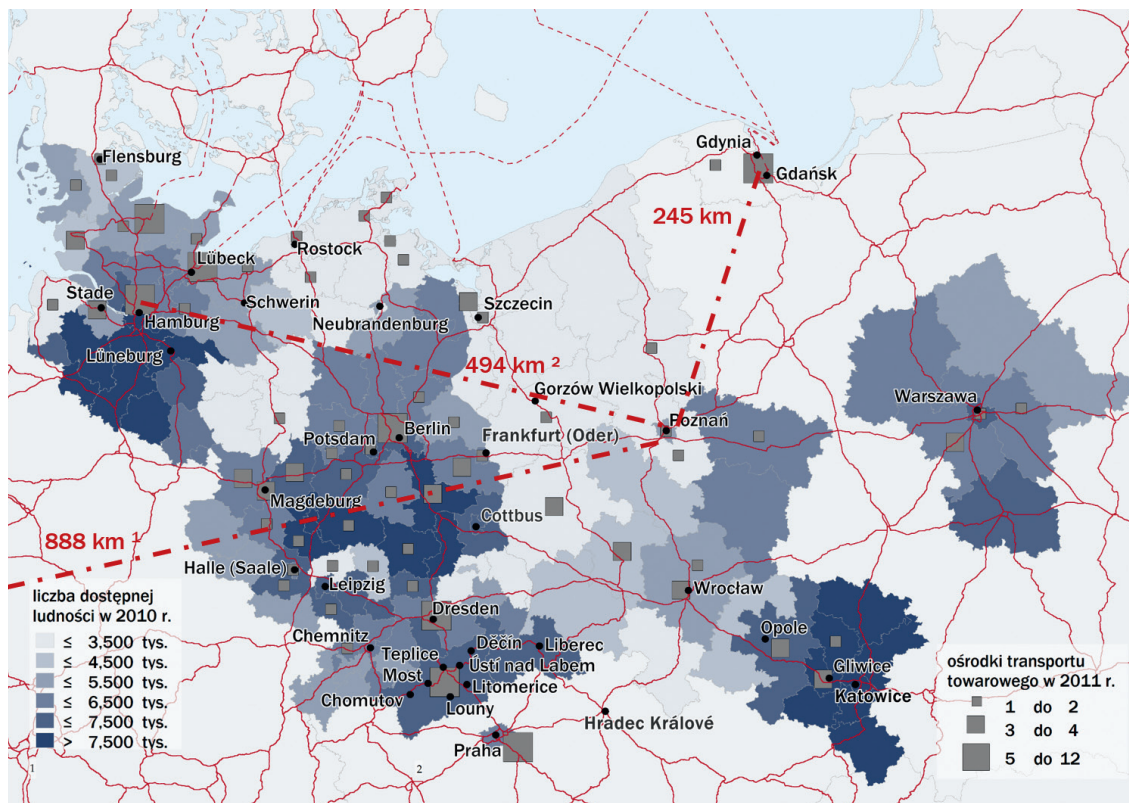 Flensburg
Gdynia
Gdańsk
245 km
Rostock
Lübeck
Stade
Schwerin
Szczecin
Hamburg
Neubrandenburg
Lüneburg
494 km ²
Gorzów Wielkopolski
Warszawa
Poznań
Berlin
Potsdam
Frankfurt (Oder)
Magdeburg
Cottbus
888 km ¹
Halle (Saale)
Leipzig
Wrocław
Dresden
Chemnitz
Děčín
Liberec
Opole
Teplice
Ústí nad Labem
Most
Litomerice
Gliwice
Chomutov
Louny
Katowice
Hradec Králové
Práha
liczba dostępnej
ludności w 2010 r.
≤ 3,500 tys.
≤ 4,500 tys.
≤ 5.500 tys.
≤ 6,500 tys.
≤ 7,500 tys.
> 7,500 tys.
ośrodki transportu
towarowego w 2011 r.
1 do 2
3 do 4
5 do 12
1
2